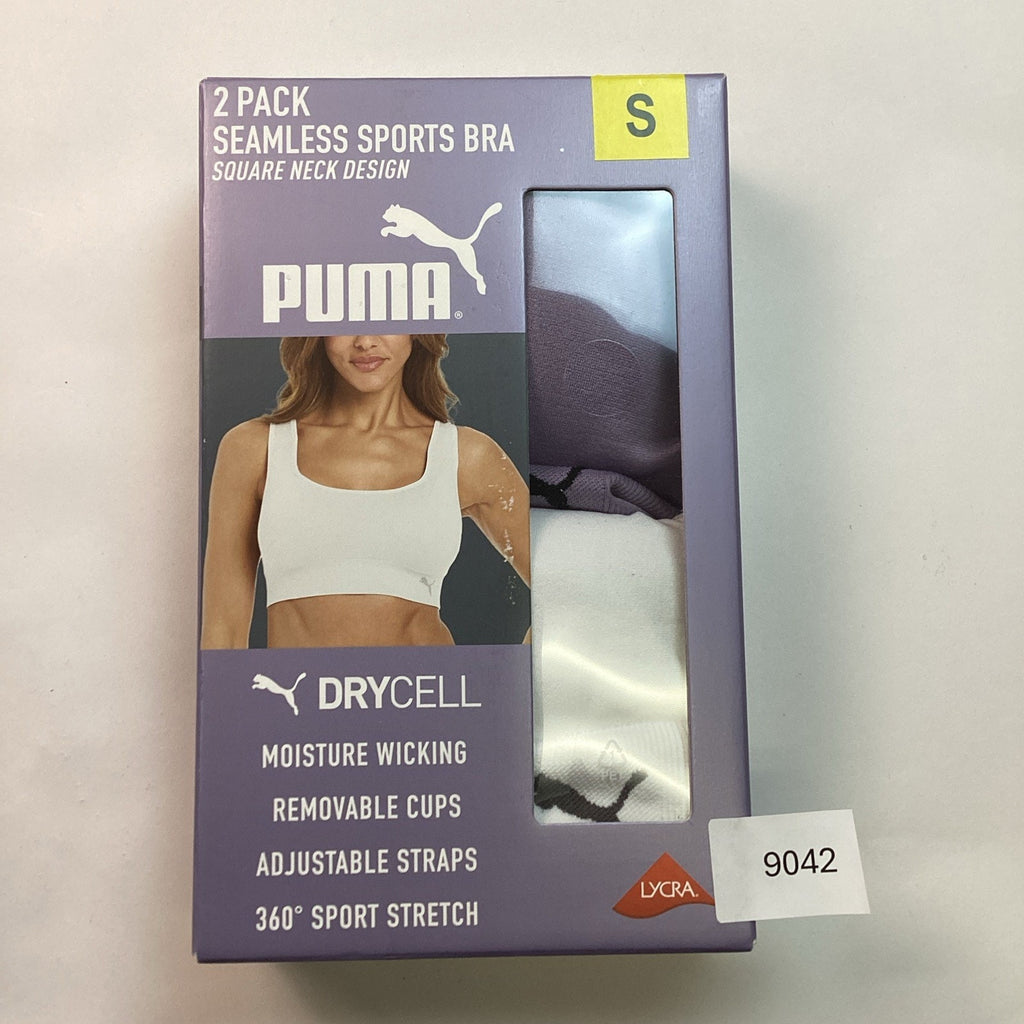 2 PACK
SEAMLESS SPORTS BRA
SQUARE NECK DESIGN
S
PUMA®
DRYCELL
MOISTURE WICKING
REMOVABLE CUPS
ADJUSTABLE STRAPS
360° SPORT STRETCH
LYCRA.
9042